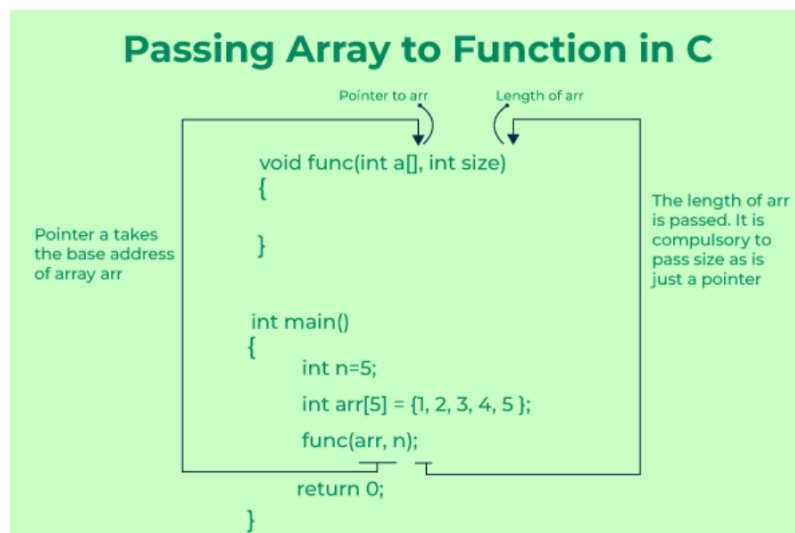 Passing Array to Function in C
Pointer to arr
Length of arr
void func(int a[], int size)
{
}
Pointer a takes
the base address
of array arr
The length of arr
is passed. It is
compulsory to
pass size as is
just a pointer
int main()
{
int n=5;
int arr[5] = {1, 2, 3, 4, 5 };
func(arr, n);
return 0;
}